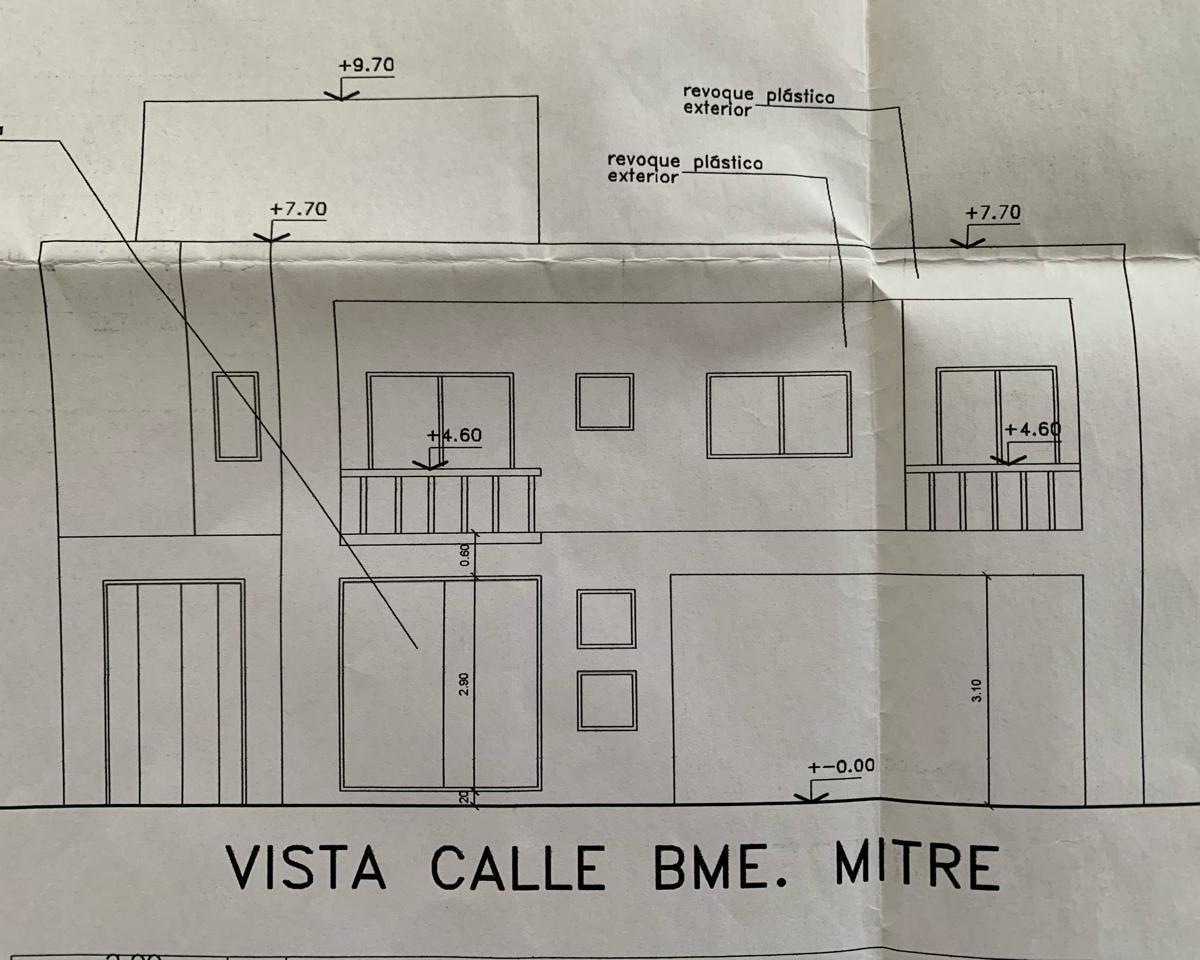 +9.70
revoque plástico
exterior
revoque plástico
exterior
+7.70
+7.70
+4.60
+4.60
0.60
2.90
3.10
20
+-0.00
VISTA CALLE BME. MITRE